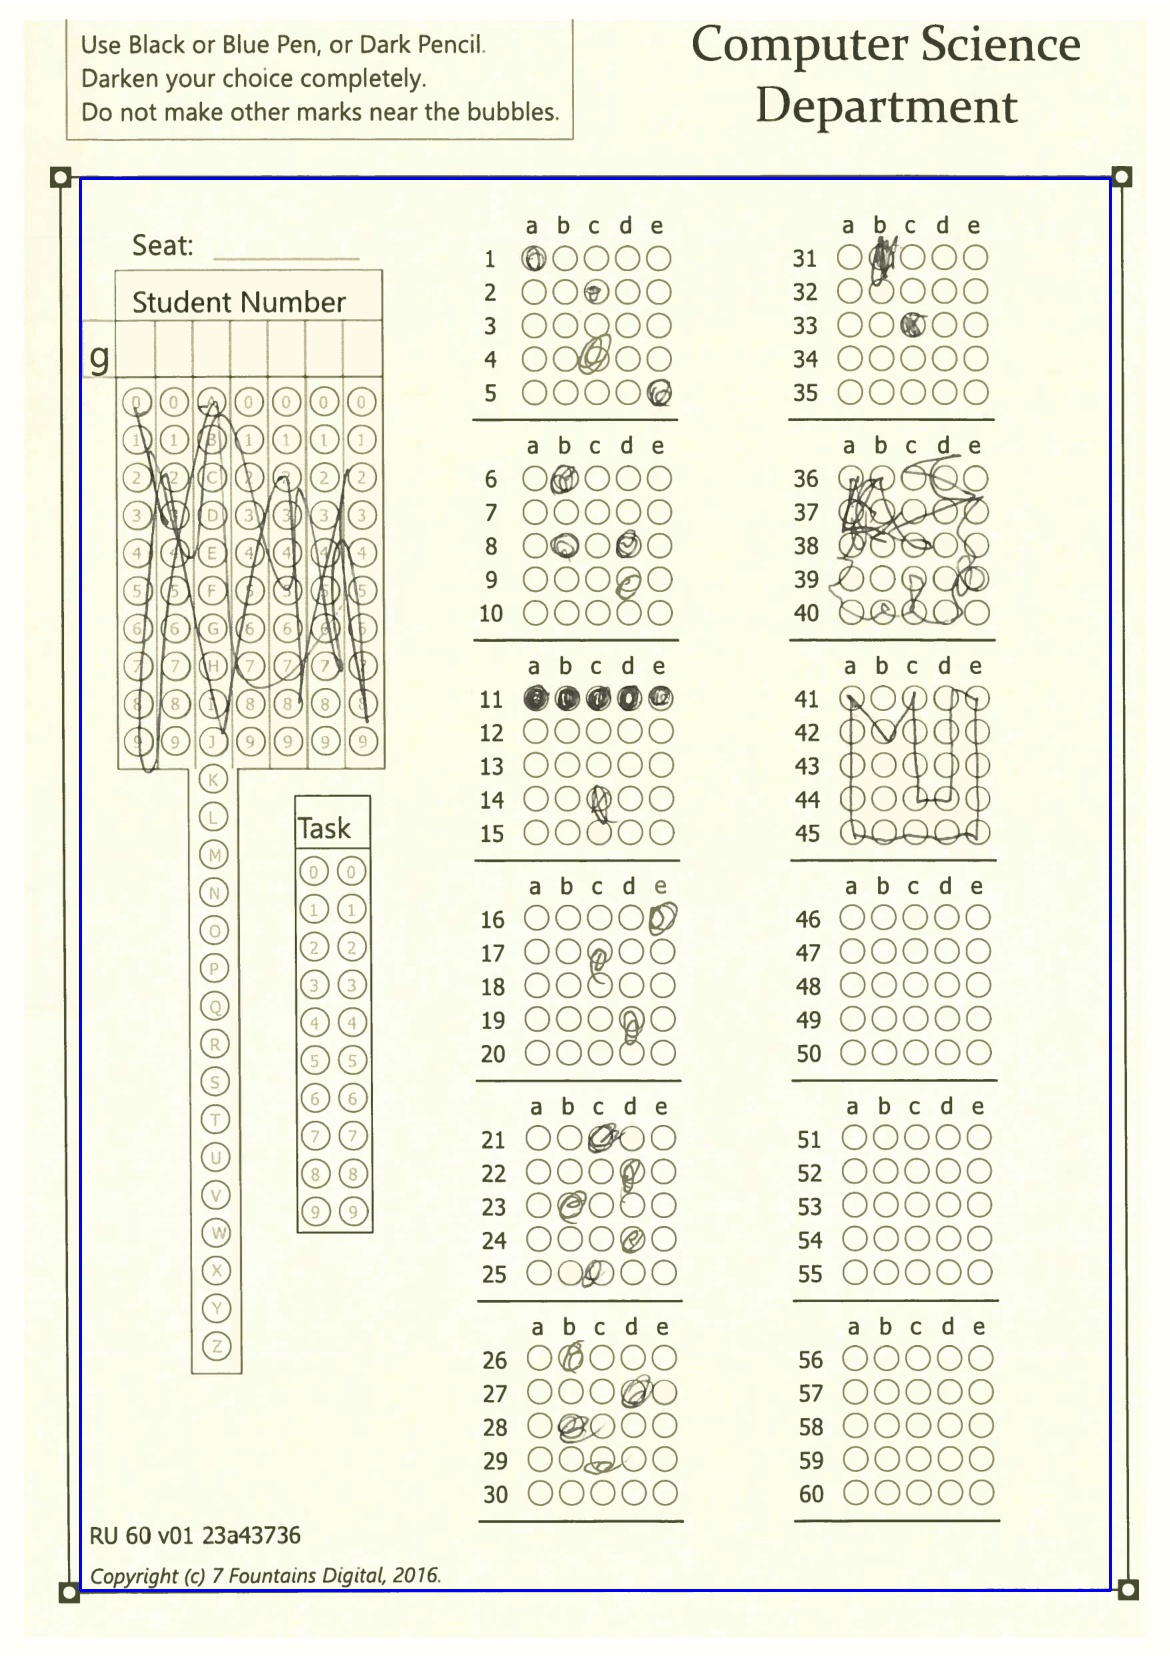 Use Black or Blue Pen, or Dark Pencil.
Darken your choice completely.
Do not make other marks near the bubbles.
Computer Science
Department
Seat:
Student Number
g
0 0 A 0 0 0 0
1 1 B 1 1 1 1
2 2 C 2 2 2 2
3 3 D 3 3 3 3
4 4 E 4 4 4 4
5 5 F 5 5 5 5
6 6 G 6 6 6 6
7 7 H 7 7 7 7
8 8 I 8 8 8 8
9 9 J 9 9 9 9
K
L
M
N
O
P
Q
R
S
T
U
V
W
X
Y
Z
Task
0 0
1 1
2 2
3 3
4 4
5 5
6 6
7 7
8 8
9 9
a b c d e
1
2
3
4
5
a b c d e
6
7
8
9
10
a b c d e
11
12
13
14
15
a b c d e
16
17
18
19
20
a b c d e
21
22
23
24
25
a b c d e
26
27
28
29
30
a b c d e
31
32
33
34
35
a b c d e
36
37
38
39
40
a b c d e
41
42
43
44
45
a b c d e
46
47
48
49
50
a b c d e
51
52
53
54
55
a b c d e
56
57
58
59
60
RU 60 v01 23a43736
Copyright (c) 7 Fountains Digital, 2016.